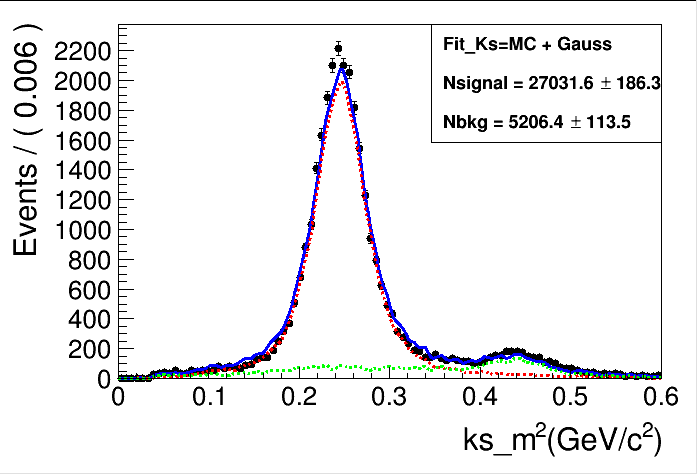 Events / ( 0.006 )
2200
2000
1800
1600
1400
1200
1000
800
600
400
200
0
Fit_Ks=MC + Gauss
Nsignal = 27031.6 ± 186.3
Nbkg = 5206.4 ± 113.5
0 0.1 0.2 0.3 0.4 0.5 0.6
ks_m²(GeV/c²)